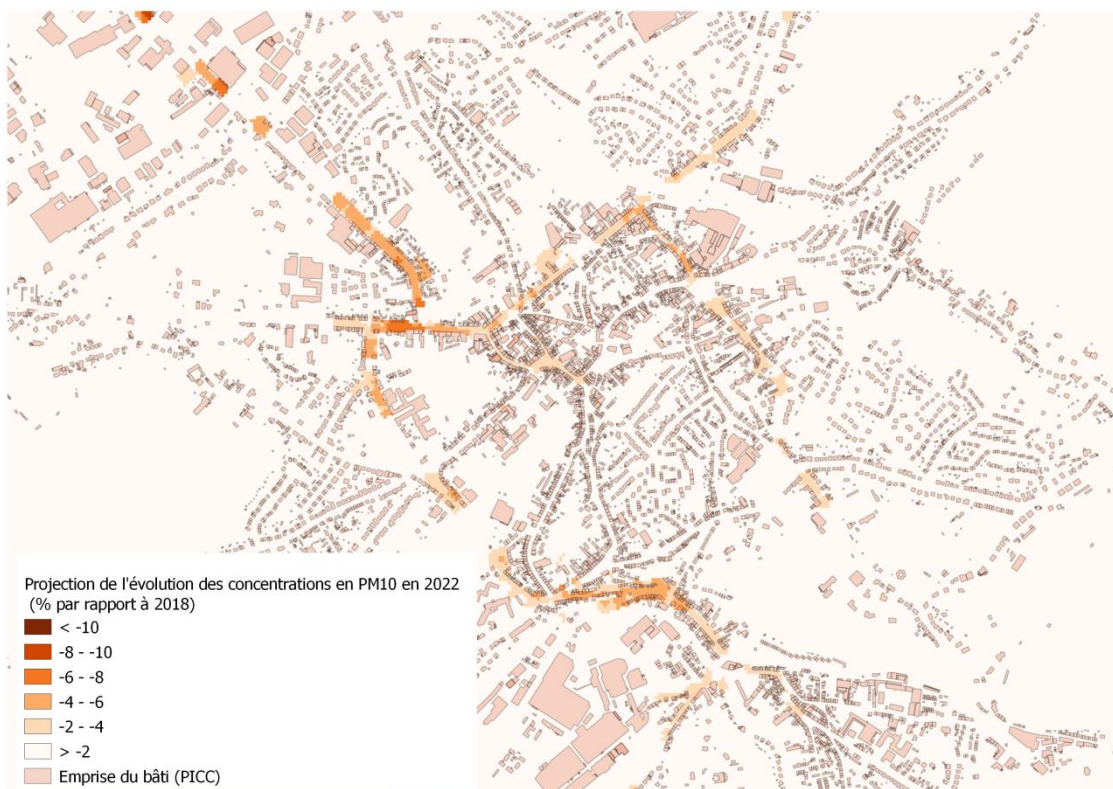 Projection de l'évolution des concentrations en PM10 en 2022
(% par rapport à 2018)
< -10
-8 - -10
-6 - -8
-4 - -6
-2 - -4
> -2
Emprise du bâti (PICC)